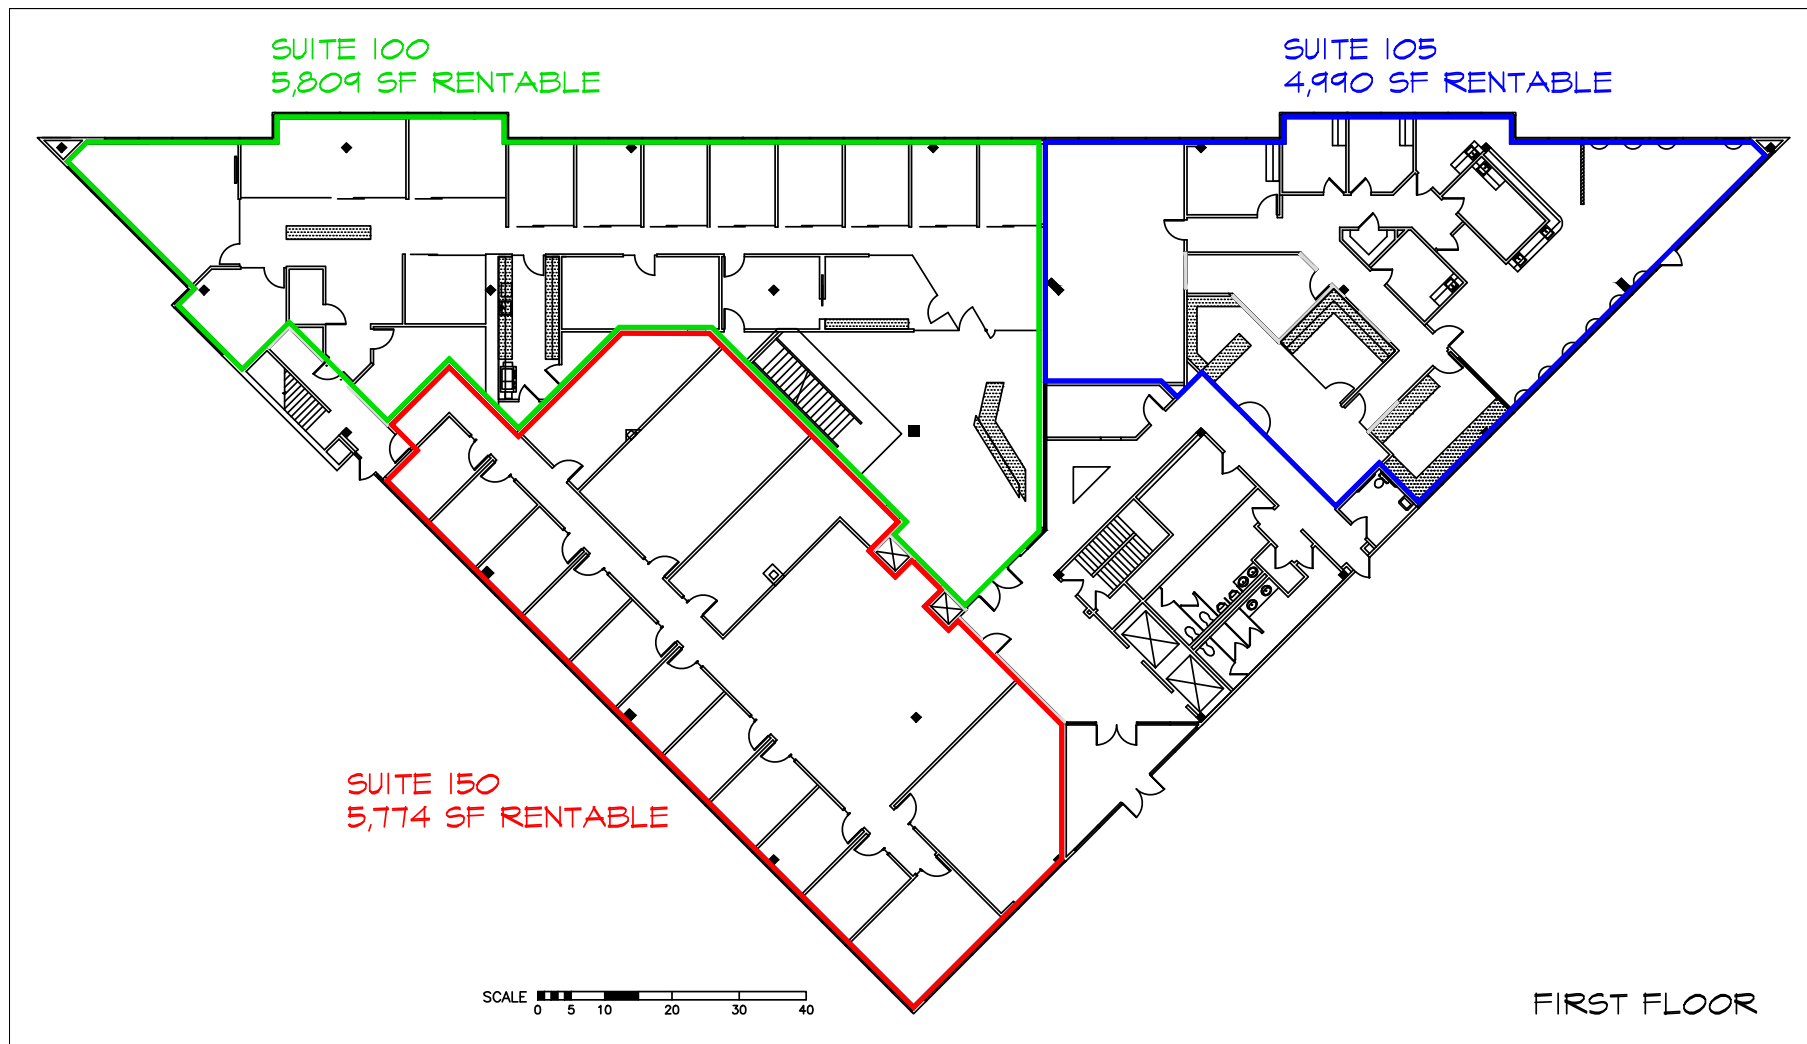 SUITE 100
5,809 SF RENTABLE
SUITE 105
4,990 SF RENTABLE
SUITE 150
5,774 SF RENTABLE
SCALE
0 5 10 20 30 40
FIRST FLOOR